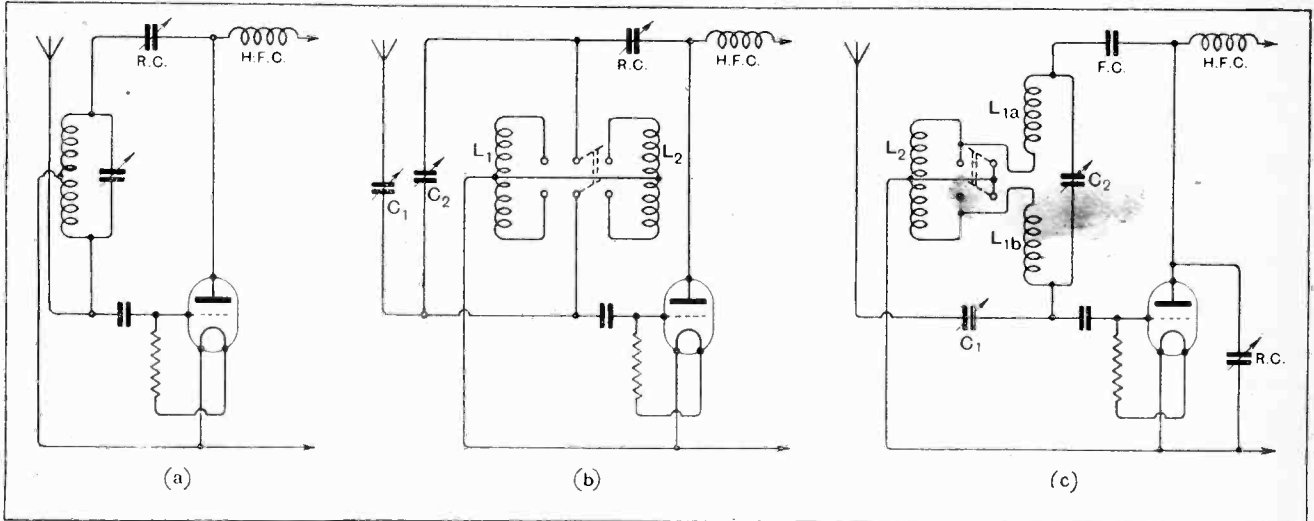 R.C.
H.F.C.
(a)
C1
C2
L1
L2
R.C.
H.F.C.
(b)
L2
L1a
L1b
C2
F.C.
H.F.C.
C1
R.C.
(c)